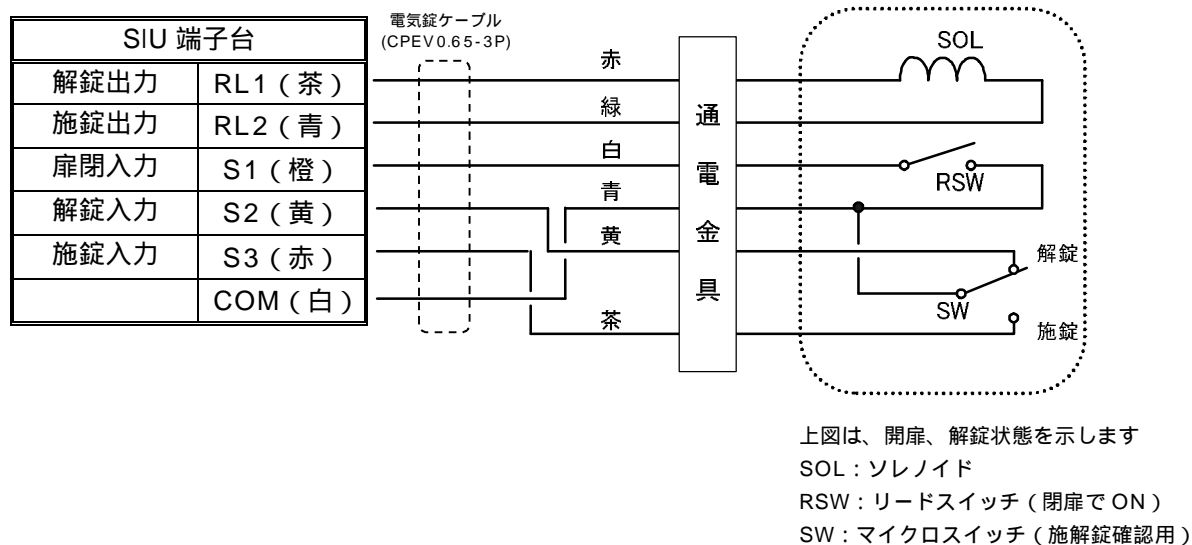 電気錠ケーブル
(CPEV0.65-3P)
SIU 端子台
解錠出力 RL1(茶)
施錠出力 RL2(青)
扉閉入力 S1(橙)
解錠入力 S2(黄)
施錠入力 S3(赤)
COM(白)
赤
緑
白
青
黄
茶
通電金具
SOL
RSW
解錠
SW
施錠
上図は、開扉、解錠状態を示します
SOL:ソレノイド
RSW:リードスイッチ(閉扉で ON)
SW:マイクロスイッチ(施解錠確認用)